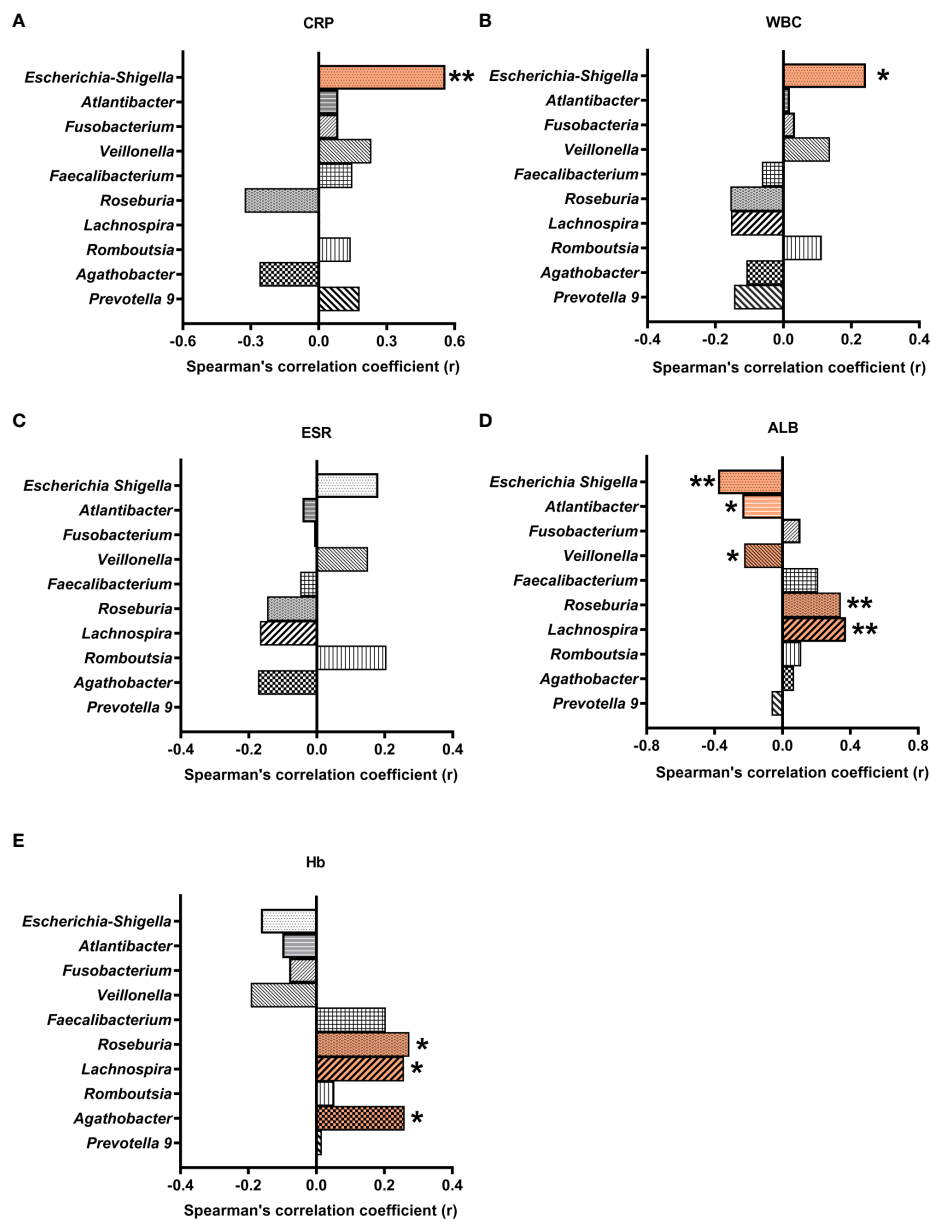 A
CRP
Escherichia-Shigella
**
Atlantibacter
Fusobacterium
Veillonella
Faecalibacterium
Roseburia
Lachnospira
Romboutsia
Agathobacter
Prevotella 9
-0.6 -0.3 0.0 0.3 0.6
Spearman's correlation coefficient (r)
B
WBC
Escherichia-Shigella
*
Atlantibacter
Fusobacteria
Veillonella
Faecalibacterium
Roseburia
Lachnospira
Romboutsia
Agathobacter
Prevotella 9
-0.4 -0.2 0.0 0.2 0.4
Spearman's correlation coefficient (r)
C
ESR
Escherichia Shigella
Atlantibacter
Fusobacterium
Veillonella
Faecalibacterium
Roseburia
Lachnospira
Romboutsia
Agathobacter
Prevotella 9
-0.4 -0.2 0.0 0.2 0.4
Spearman's correlation coefficient (r)
D
ALB
Escherichia Shigella **
Atlantibacter *
Fusobacterium
Veillonella *
Faecalibacterium
Roseburia **
Lachnospira **
Romboutsia
Agathobacter
Prevotella 9
-0.8 -0.4 0.0 0.4 0.8
Spearman's correlation coefficient (r)
E
Hb
Escherichia-Shigella
Atlantibacter
Fusobacterium
Veillonella
Faecalibacterium
Roseburia *
Lachnospira *
Romboutsia
Agathobacter *
Prevotella 9
-0.4 -0.2 0.0 0.2 0.4
Spearman's correlation coefficient (r)